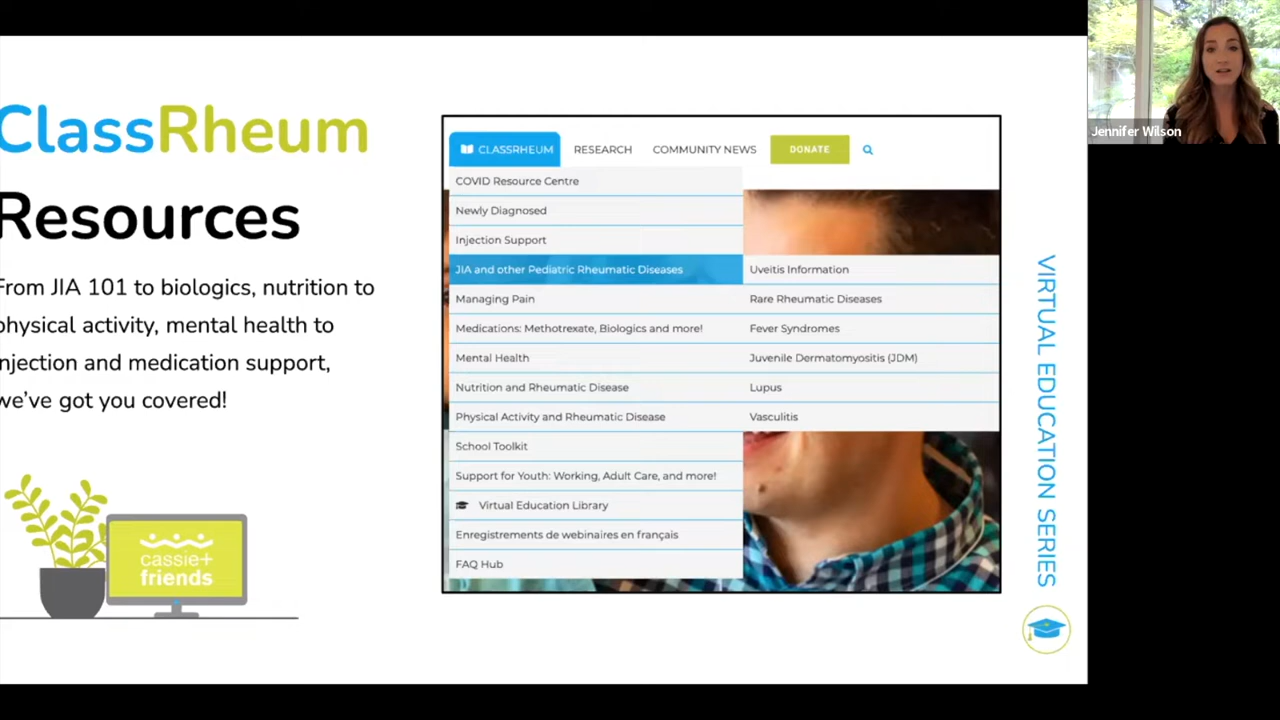 ClassRheum
Resources
From JIA 101 to biologics, nutrition to
physical activity, mental health to
injection and medication support,
we've got you covered!
cassie+
friends
CLASSRHEUM RESEARCH COMMUNITY NEWS DONATE
COVID Resource Centre
Newly Diagnosed
Injection Support
JIA and other Pediatric Rheumatic Diseases
Managing Pain
Medications: Methotrexate, Biologics and more!
Mental Health
Nutrition and Rheumatic Disease
Physical Activity and Rheumatic Disease
School Toolkit
Support for Youth: Working, Adult Care, and more!
Virtual Education Library
Enregistrements de webinaires en français
FAQ Hub
Uveitis Information
Rare Rheumatic Diseases
Fever Syndromes
Juvenile Dermatomyositis (JDM)
Lupus
Vasculitis
VIRTUAL EDUCATION SERIES
Jennifer Wilson